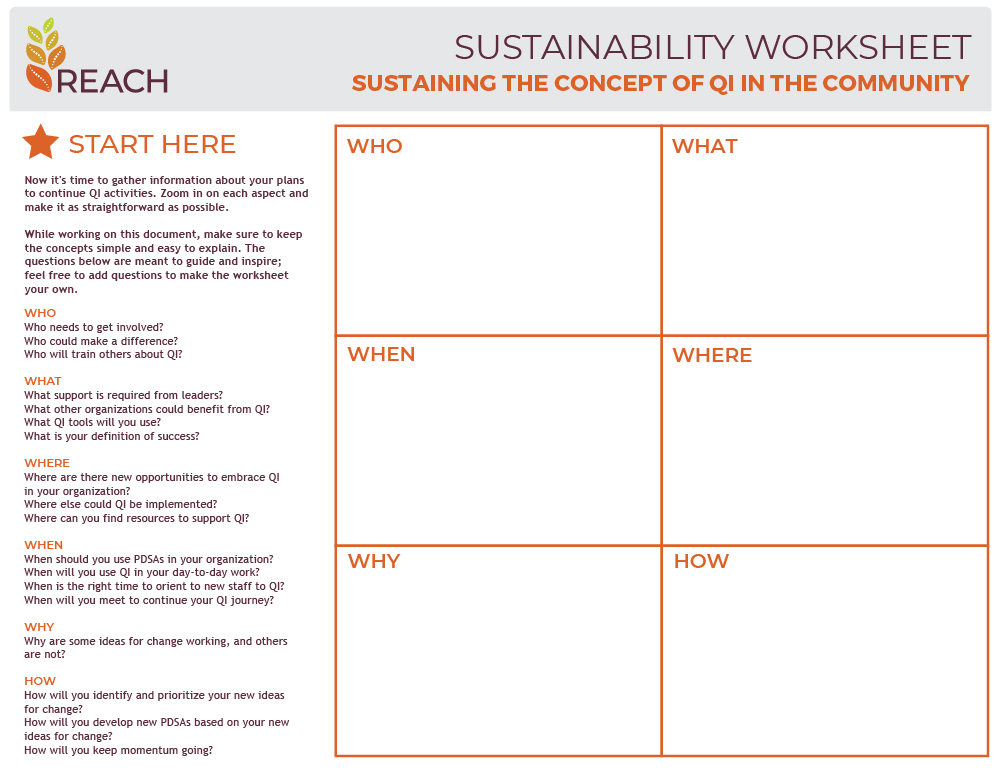 REACH
SUSTAINABILITY WORKSHEET
SUSTAINING THE CONCEPT OF QI IN THE COMMUNITY
START HERE
Now it's time to gather information about your plans
to continue QI activities. Zoom in on each aspect and
make it as straightforward as possible.
While working on this document, make sure to keep
the concepts simple and easy to explain. The
questions below are meant to guide and inspire;
feel free to add questions to make the worksheet
your own.
WHO
Who needs to get involved?
Who could make a difference?
Who will train others about QI?
WHAT
What support is required from leaders?
What other organizations could benefit from QI?
What QI tools will you use?
What is your definition of success?
WHERE
Where are there new opportunities to embrace QI
in your organization?
Where else could QI be implemented?
Where can you find resources to support QI?
WHEN
When should you use PDSAs in your organization?
When will you use QI in your day-to-day work?
When is the right time to orient to new staff to QI?
When will you meet to continue your QI journey?
WHY
Why are some ideas for change working, and others
are not?
HOW
How will you identify and prioritize your new ideas
for change?
How will you develop new PDSAs based on your new
ideas for change?
How will you keep momentum going?
WHO
WHAT
WHEN
WHERE
WHY
HOW